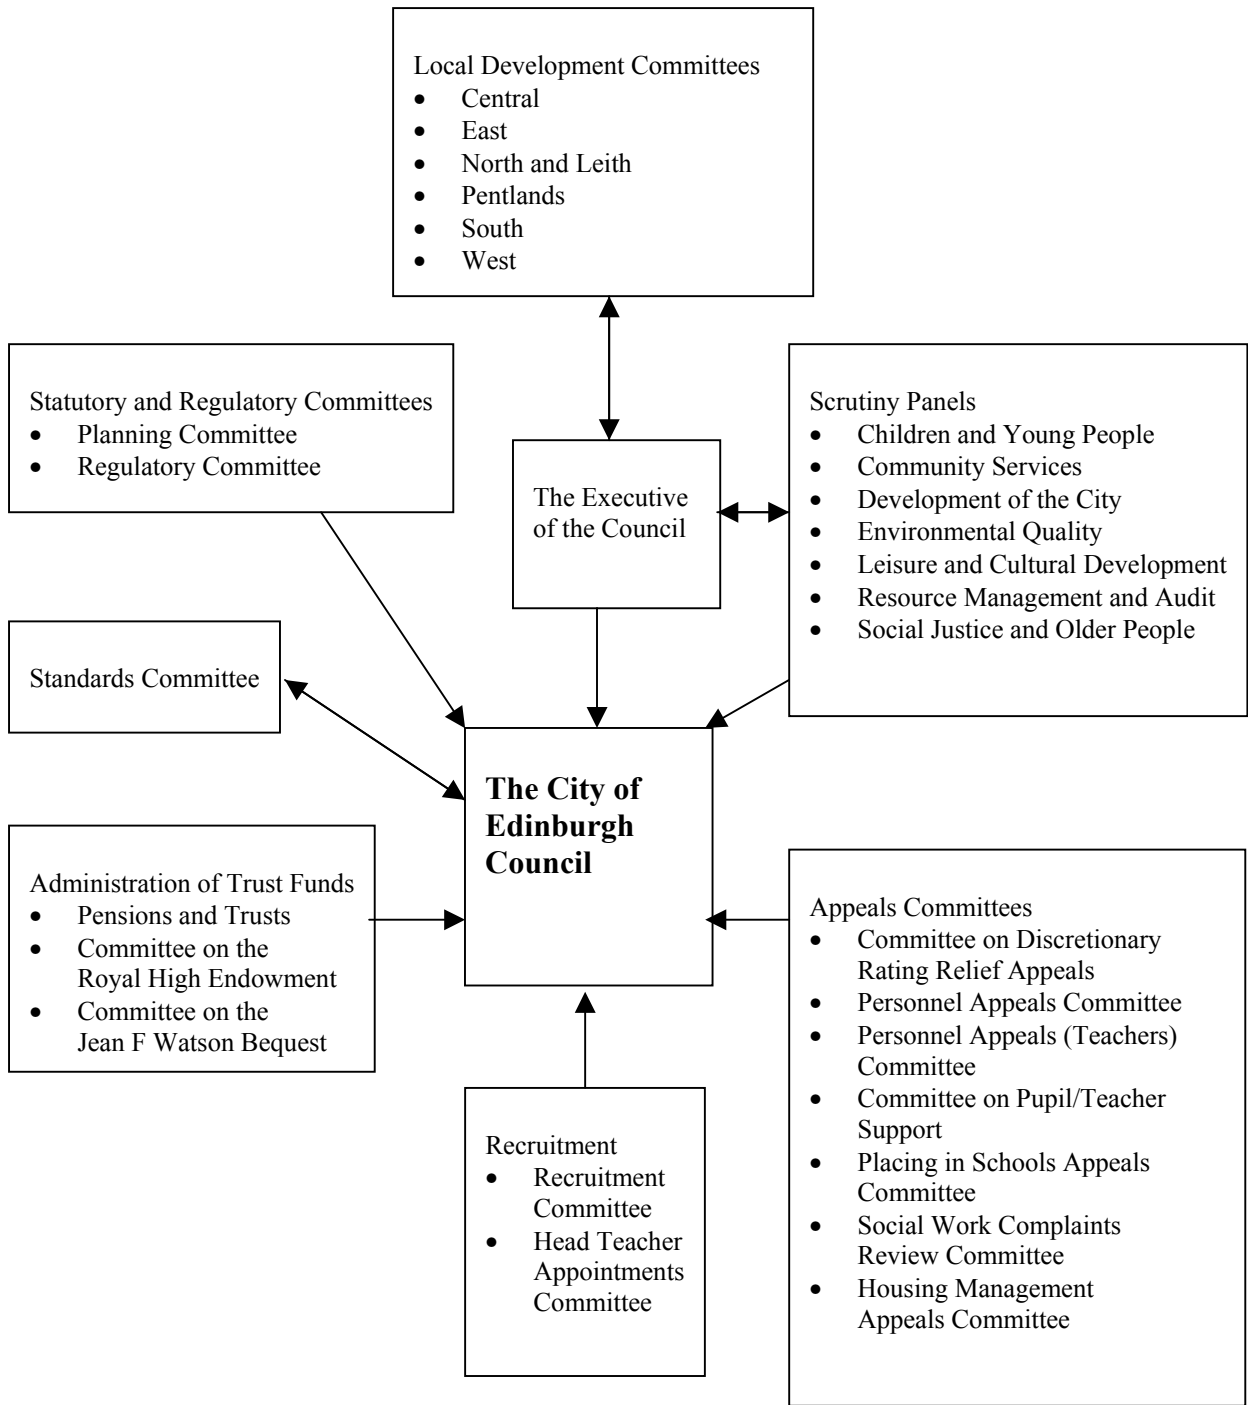 Local Development Committees
• Central
• East
• North and Leith
• Pentlands
• South
• West
Statutory and Regulatory Committees
• Planning Committee
• Regulatory Committee
The Executive
of the Council
Scrutiny Panels
• Children and Young People
• Community Services
• Development of the City
• Environmental Quality
• Leisure and Cultural Development
• Resource Management and Audit
• Social Justice and Older People
Standards Committee
The City of
Edinburgh
Council
Administration of Trust Funds
• Pensions and Trusts
• Committee on the
Royal High Endowment
• Committee on the
Jean F Watson Bequest
Appeals Committees
• Committee on Discretionary
Rating Relief Appeals
• Personnel Appeals Committee
• Personnel Appeals (Teachers)
Committee
• Committee on Pupil/Teacher
Support
• Placing in Schools Appeals
Committee
• Social Work Complaints
Review Committee
• Housing Management
Appeals Committee
Recruitment
• Recruitment
Committee
• Head Teacher
Appointments
Committee